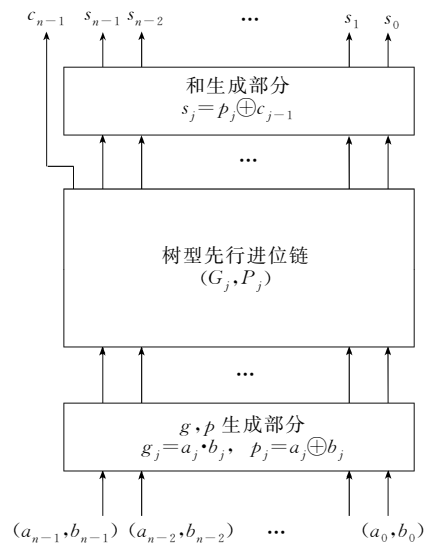 c_{n-1} s_{n-1} s_{n-2} ... s_1 s_0
和生成部分
s_j=p_j⊕c_{j-1}
...
树型先行进位链
(G_j,P_j)
...
g,p 生成部分
g_j=a_j·b_j, p_j=a_j⊕b_j
(a_{n-1},b_{n-1}) (a_{n-2},b_{n-2}) ... (a_0,b_0)